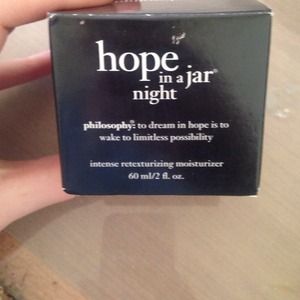 hope
in a jar®
night
philosophy®: to dream in hope is to
wake to limitless possibility
intense retexturizing moisturizer
60 ml/2 fl. oz.